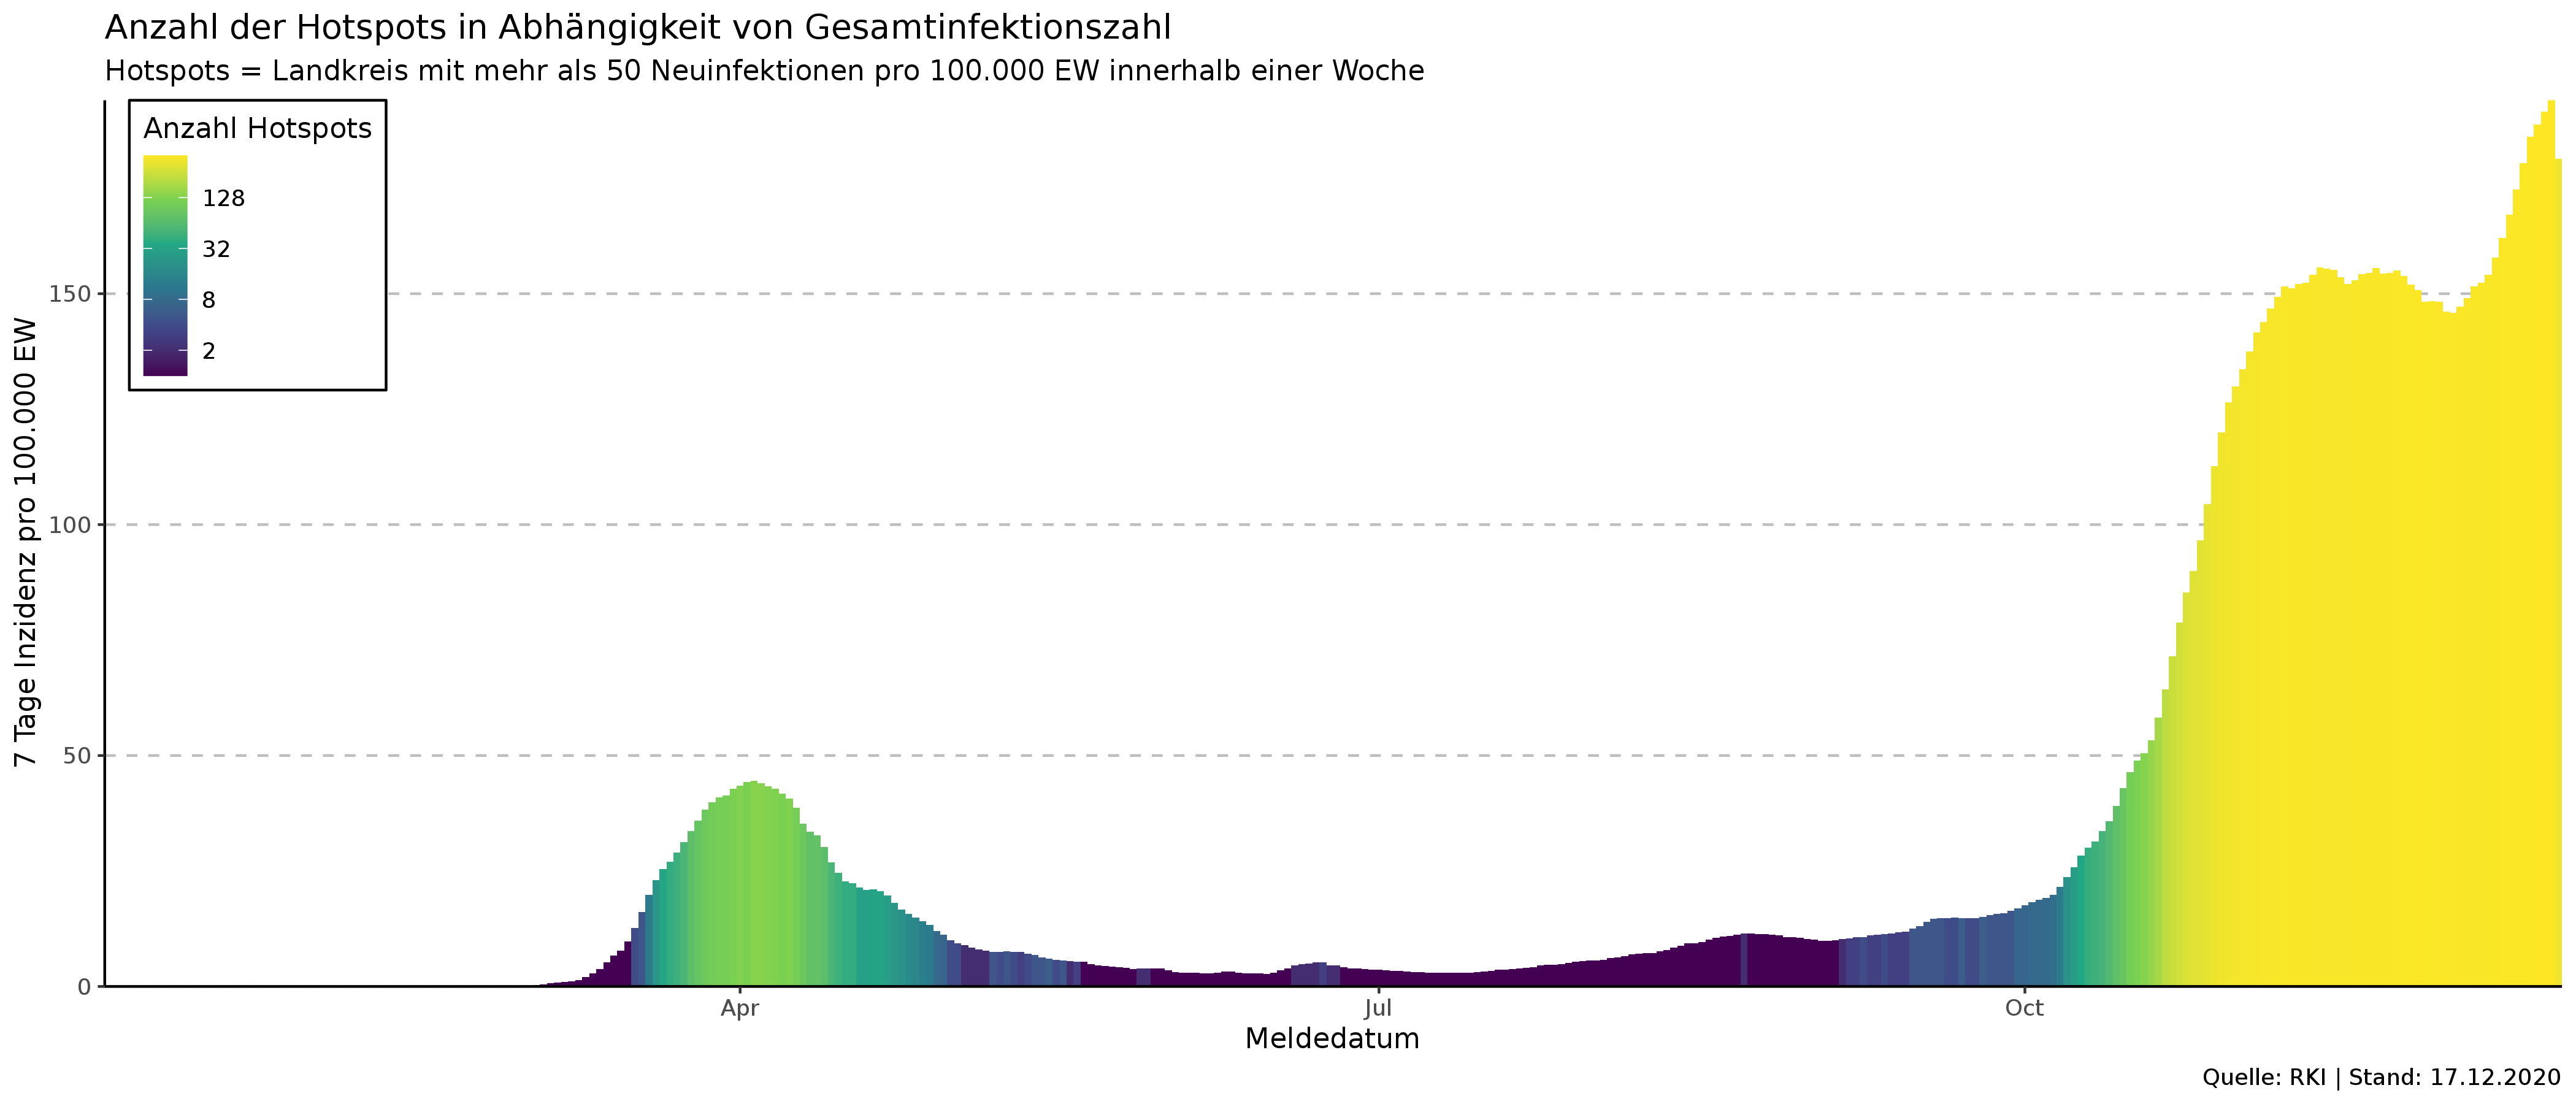 Anzahl der Hotspots in Abhängigkeit von Gesamtinfektionszahl
Hotspots = Landkreis mit mehr als 50 Neuinfektionen pro 100.000 EW innerhalb einer Woche
Anzahl Hotspots
128
32
8
2
7 Tage Inzidenz pro 100.000 EW
150
100
50
0
Apr
Jul
Oct
Meldedatum
Quelle: RKI | Stand: 17.12.2020